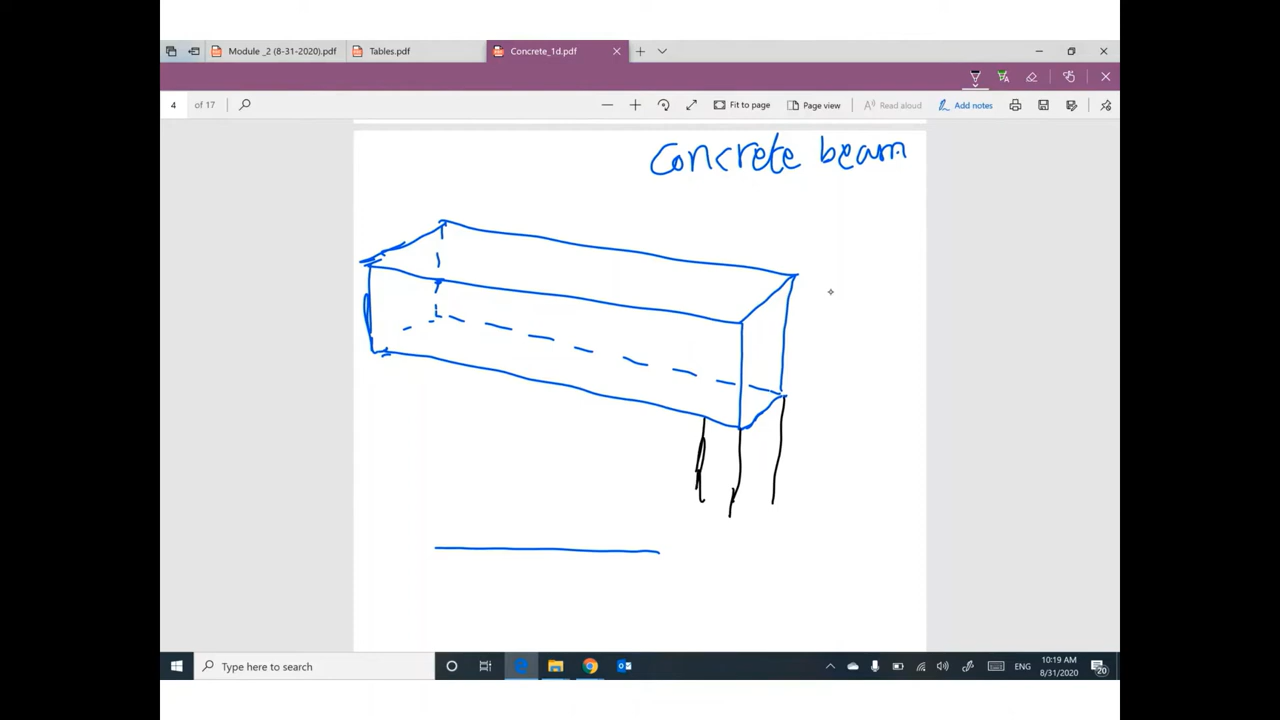 Module _2 (8-31-2020).pdf
Tables.pdf
Concrete_1d.pdf
4 of 17
Fit to page
Page view
Read aloud
Add notes
Concrete beam
Type here to search
ENG
10:19 AM
8/31/2020
20